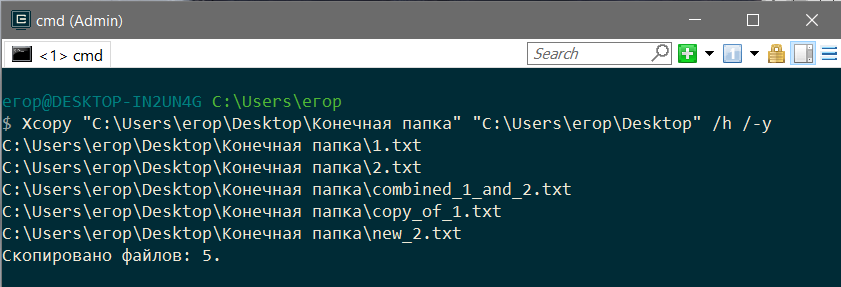 cmd (Admin)
<1> cmd
Search
егор@DESKTOP-IN2UN4G C:\Users\егор
$ Xcopy "C:\Users\егор\Desktop\Конечная папка" "C:\Users\егор\Desktop" /h /-y
C:\Users\егор\Desktop\Конечная папка\1.txt
C:\Users\егор\Desktop\Конечная папка\2.txt
C:\Users\егор\Desktop\Конечная папка\combined_1_and_2.txt
C:\Users\егор\Desktop\Конечная папка\copy_of_1.txt
C:\Users\егор\Desktop\Конечная папка\new_2.txt
Скопировано файлов: 5.